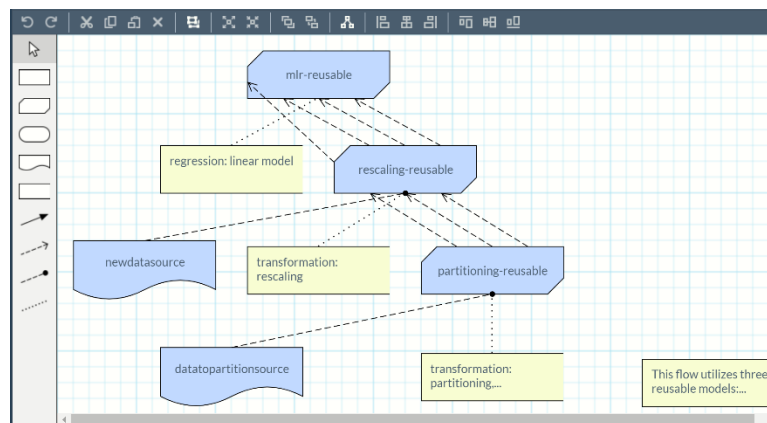 mlr-reusable
regression: linear model
rescaling-reusable
newdatasource
transformation:
rescaling
partitioning-reusable
datatopartitionsource
transformation:
partitioning,...
This flow utilizes three
reusable models:...